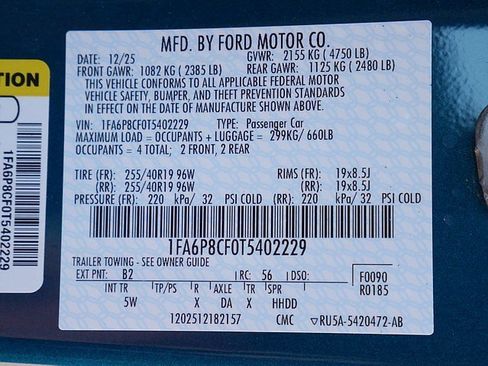 MFD. BY FORD MOTOR CO.
DATE: 12/25 GVWR: 2155 KG ( 4750 LB)
FRONT GAWR: 1082 KG ( 2385 LB) REAR GAWR: 1125 KG ( 2480 LB)
THIS VEHICLE CONFORMS TO ALL APPLICABLE FEDERAL MOTOR
VEHICLE SAFETY, BUMPER, AND THEFT PREVENTION STANDARDS
IN EFFECT ON THE DATE OF MANUFACTURE SHOWN ABOVE.
VIN: 1FA6P8CF0T5402229 TYPE: Passenger Car
MAXIMUM LOAD = OCCUPANTS + LUGGAGE = 299KG/ 660LB
OCCUPANTS = 4 TOTAL; 2 FRONT, 2 REAR
TIRE (FR): 255/40R19 96W RIMS (FR): 19x8.5J
(RR): 255/40R19 96W (RR): 19x8.5J
PRESSURE (FR): 220 kPa/ 32 PSI COLD (RR): 220 kPa/ 32 PSI COLD
1FA6P8CF0T5402229
TRAILER TOWING - SEE OWNER GUIDE
EXT PNT: B2 RC: 56 DSO: F0090
R0185
INT TR TP/PS R AXLE TR SPR
5W X DA X HHDD
1202512182157 CMC ▽RU5A-5420472-AB
TION
1FA6P8CF0T5402229